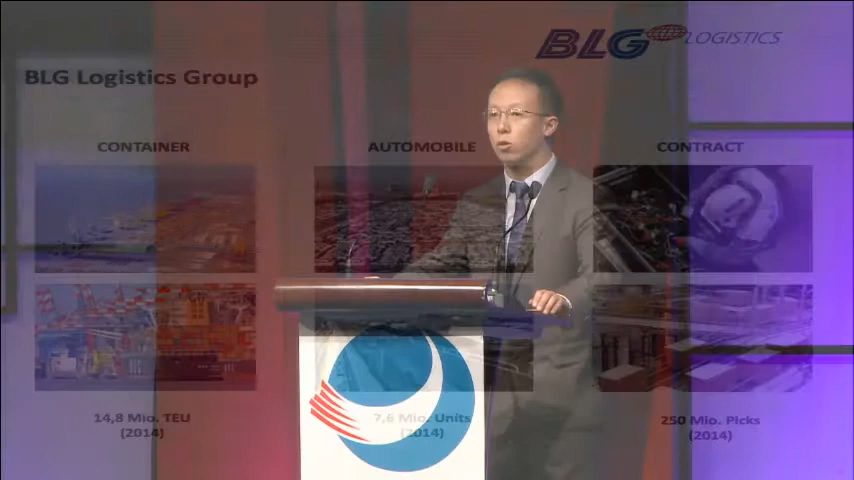 BLG LOGISTICS
BLG Logistics Group
CONTAINER
AUTOMOBILE
CONTRACT
14,8 Mio. TEU
(2014)
7,6 Mio. Units
(2014)
250 Mio. Picks
(2014)